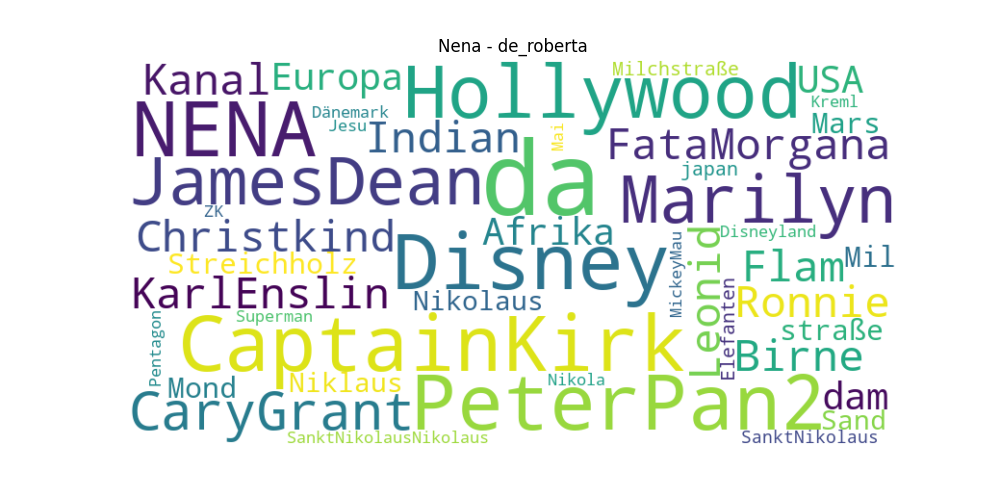 Nena - de_roberta
Kanal
Europa
Hollywood
Milchstraße
USA
Kreml
NENA
Dänemark
Jesu
Indian
Mai
FataMorgana
Mars
JamesDean
da
japan
Marilyn
ZK
Christkind
Afrika
Disneyland
Streichholz
Disney
MickeyMau
Leonid
Flam
Mil
KarlEnslin
Nikolaus
Elefanten
Ronnie
Pentagon
Superman
CaptainKirk
straße
Birne
Mond
Niklaus
Nikola
PeterPan2
dam
CaryGrant
Sand
SanktNikolausNikolaus
SanktNikolaus